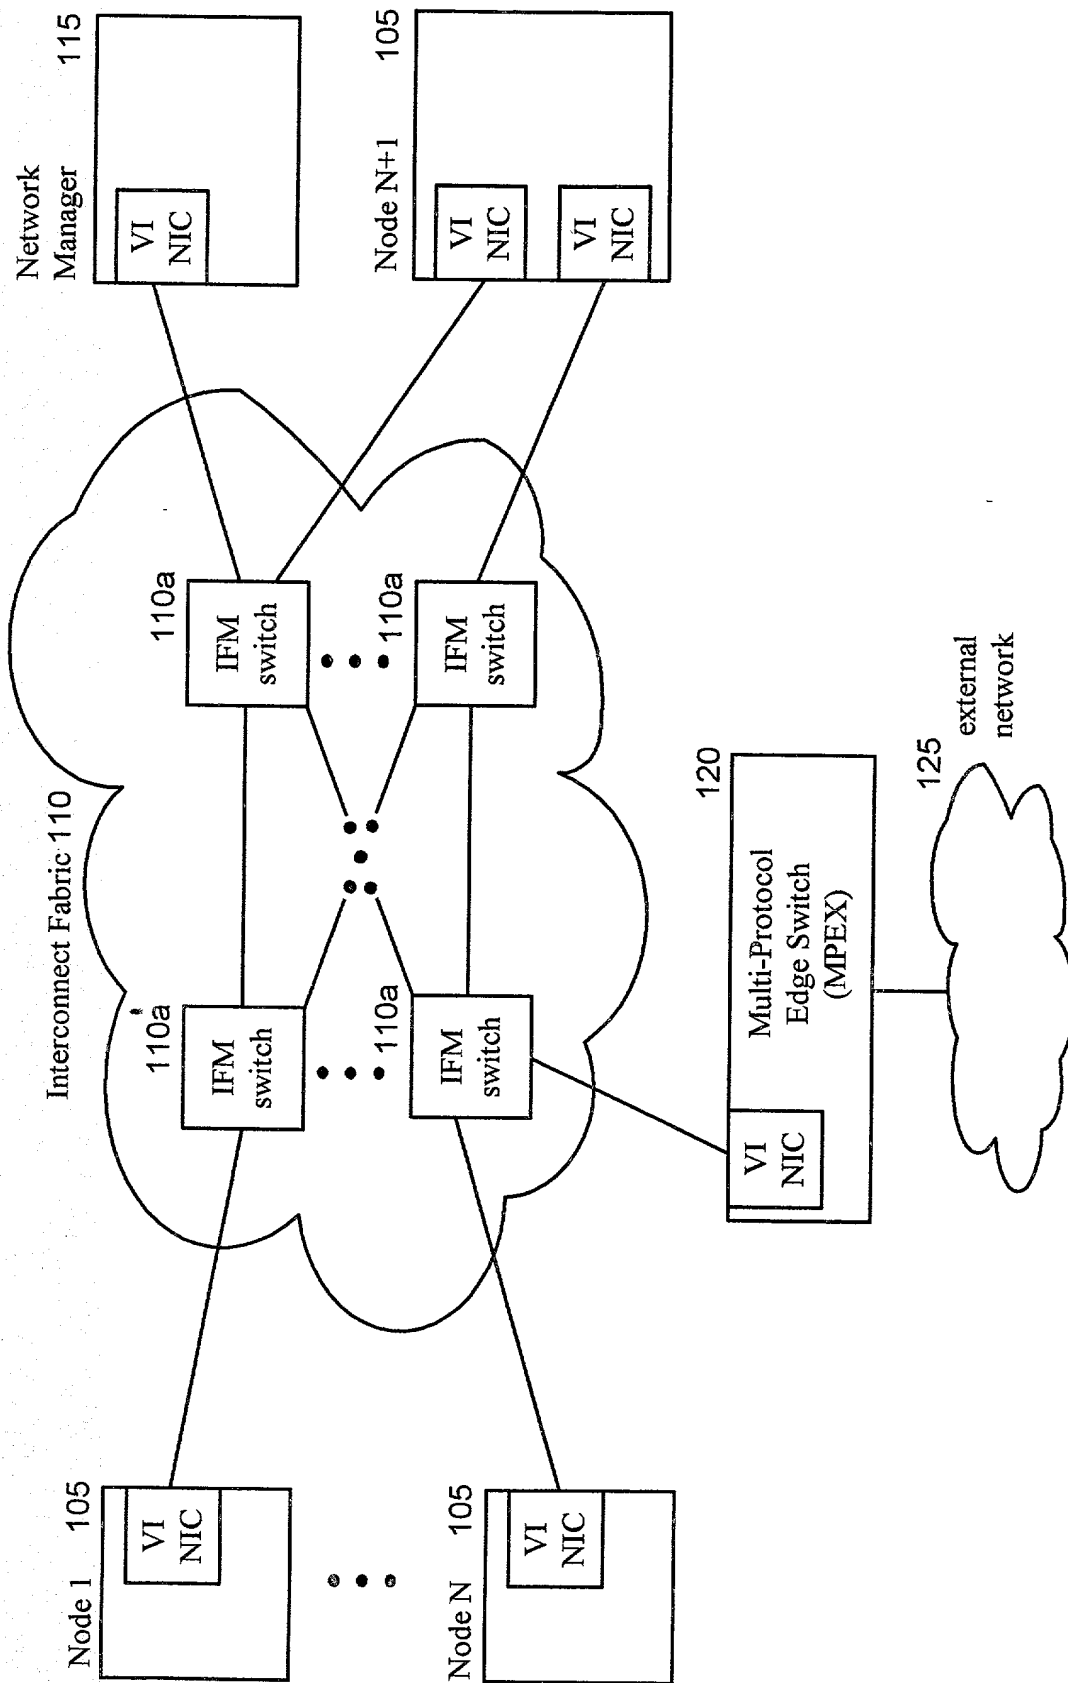 Interconnect Fabric 110
Node 1 105
VI
NIC
Node N 105
VI
NIC
110a
IFM
switch
110a
IFM
switch
110a
IFM
switch
110a
IFM
switch
Network
Manager 115
VI
NIC
Node N+1 105
VI
NIC
VI
NIC
120
Multi-Protocol
Edge Switch
(MPEX)
VI
NIC
125
external
network